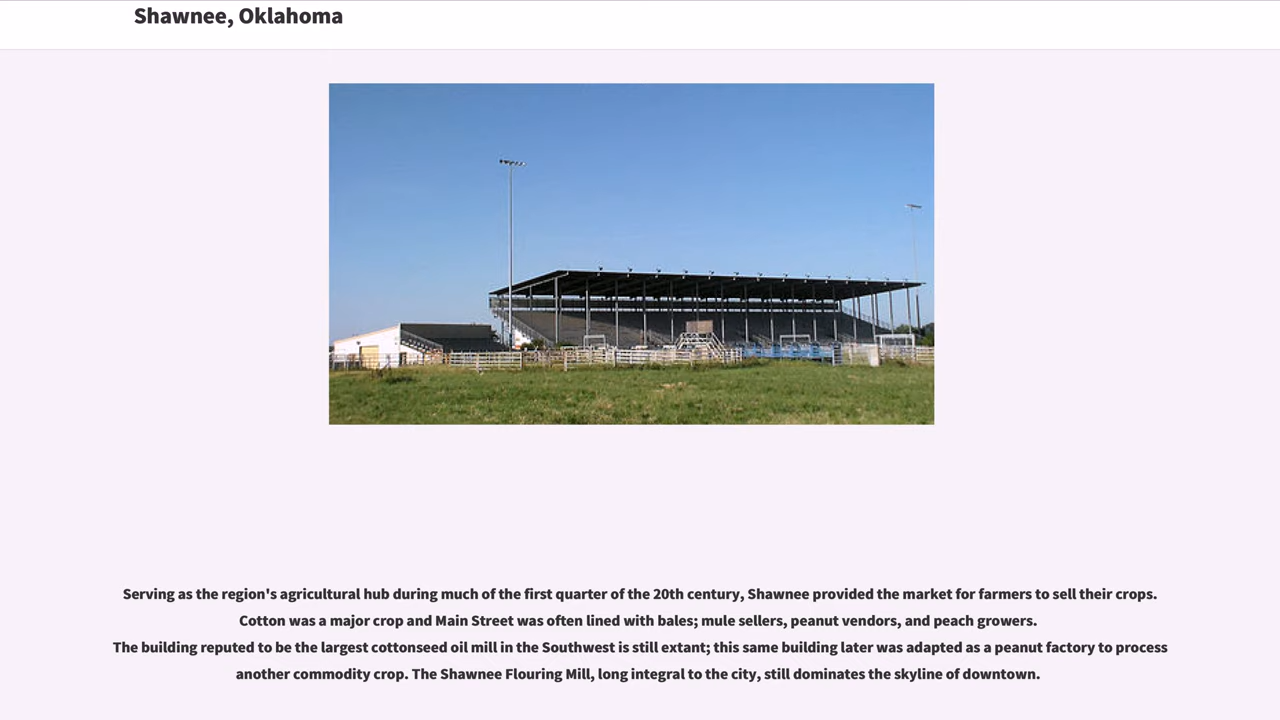 Shawnee, Oklahoma
Serving as the region's agricultural hub during much of the first quarter of the 20th century, Shawnee provided the market for farmers to sell their crops.
Cotton was a major crop and Main Street was often lined with bales; mule sellers, peanut vendors, and peach growers.
The building reputed to be the largest cottonseed oil mill in the Southwest is still extant; this same building later was adapted as a peanut factory to process
another commodity crop. The Shawnee Flouring Mill, long integral to the city, still dominates the skyline of downtown.